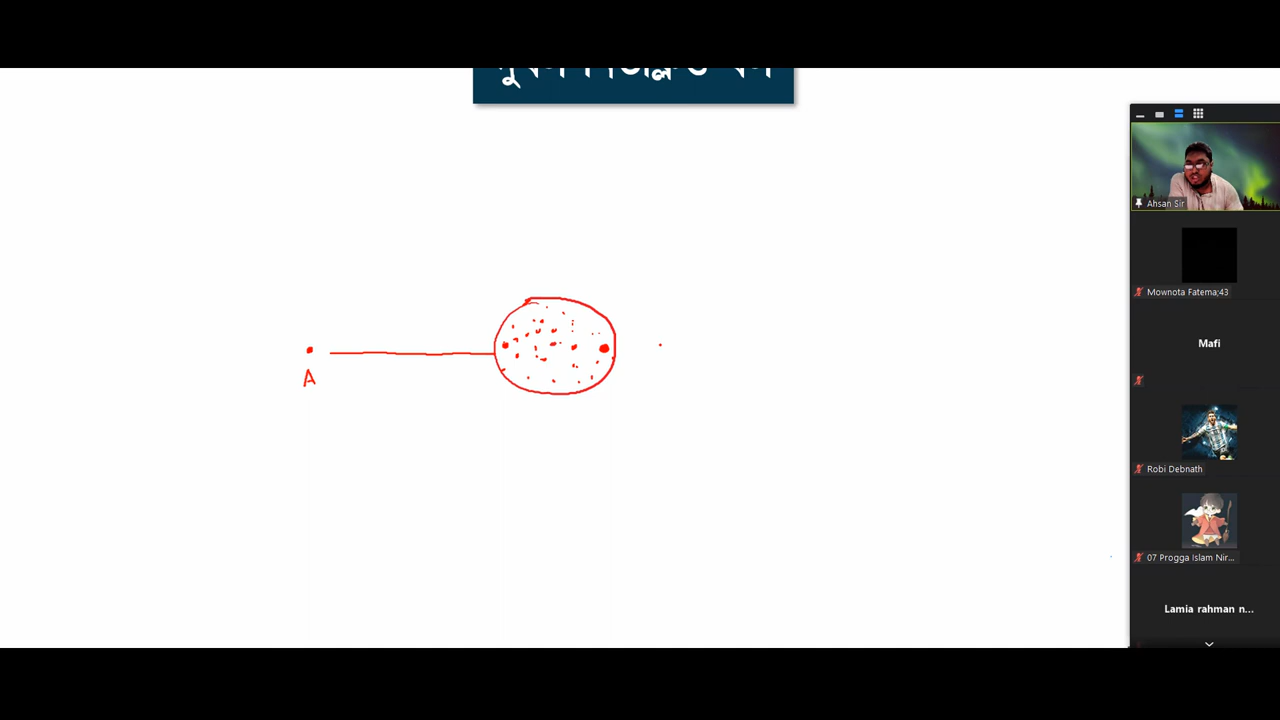 A
Ahsan Sir
Mownota Fatema;43
Mafi
Robi Debnath
07 Progga Islam Nir...
Lamia rahman n...